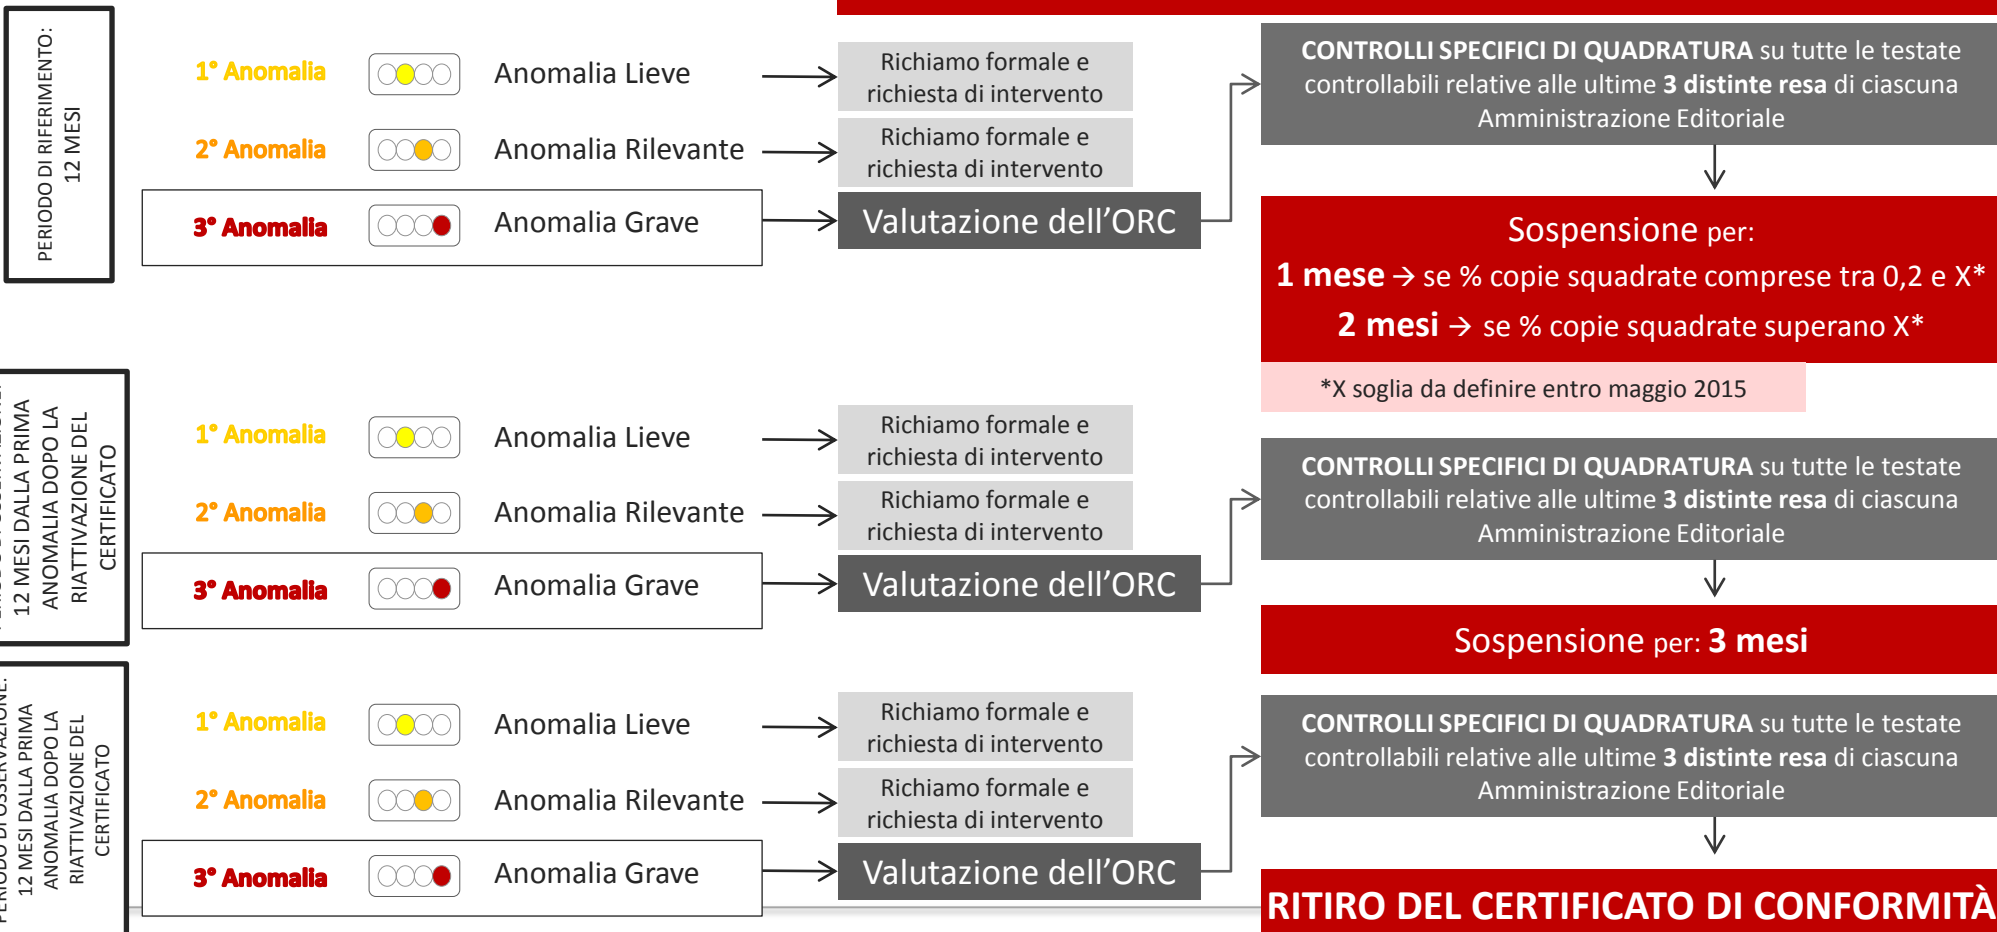 PERIODO DI RIFERIMENTO:
12 MESI
1° Anomalia
Anomalia Lieve
Richiamo formale e
richiesta di intervento
2° Anomalia
Anomalia Rilevante
Richiamo formale e
richiesta di intervento
3° Anomalia
Anomalia Grave
Valutazione dell'ORC
CONTROLLI SPECIFICI DI QUADRATURA su tutte le testate
controllabili relative alle ultime 3 distinte resa di ciascuna
Amministrazione Editoriale
Sospensione per:
1 mese → se % copie squadrate comprese tra 0,2 e X*
2 mesi → se % copie squadrate superano X*
*X soglia da definire entro maggio 2015
12 MESI DALLA PRIMA
ANOMALIA DOPO LA
RIATTIVAZIONE DEL
CERTIFICATO
1° Anomalia
Anomalia Lieve
Richiamo formale e
richiesta di intervento
2° Anomalia
Anomalia Rilevante
Richiamo formale e
richiesta di intervento
3° Anomalia
Anomalia Grave
Valutazione dell'ORC
CONTROLLI SPECIFICI DI QUADRATURA su tutte le testate
controllabili relative alle ultime 3 distinte resa di ciascuna
Amministrazione Editoriale
Sospensione per: 3 mesi
PERIODO DI OSSERVAZIONE:
12 MESI DALLA PRIMA
ANOMALIA DOPO LA
RIATTIVAZIONE DEL
CERTIFICATO
1° Anomalia
Anomalia Lieve
Richiamo formale e
richiesta di intervento
2° Anomalia
Anomalia Rilevante
Richiamo formale e
richiesta di intervento
3° Anomalia
Anomalia Grave
Valutazione dell'ORC
CONTROLLI SPECIFICI DI QUADRATURA su tutte le testate
controllabili relative alle ultime 3 distinte resa di ciascuna
Amministrazione Editoriale
RITIRO DEL CERTIFICATO DI CONFORMITÀ